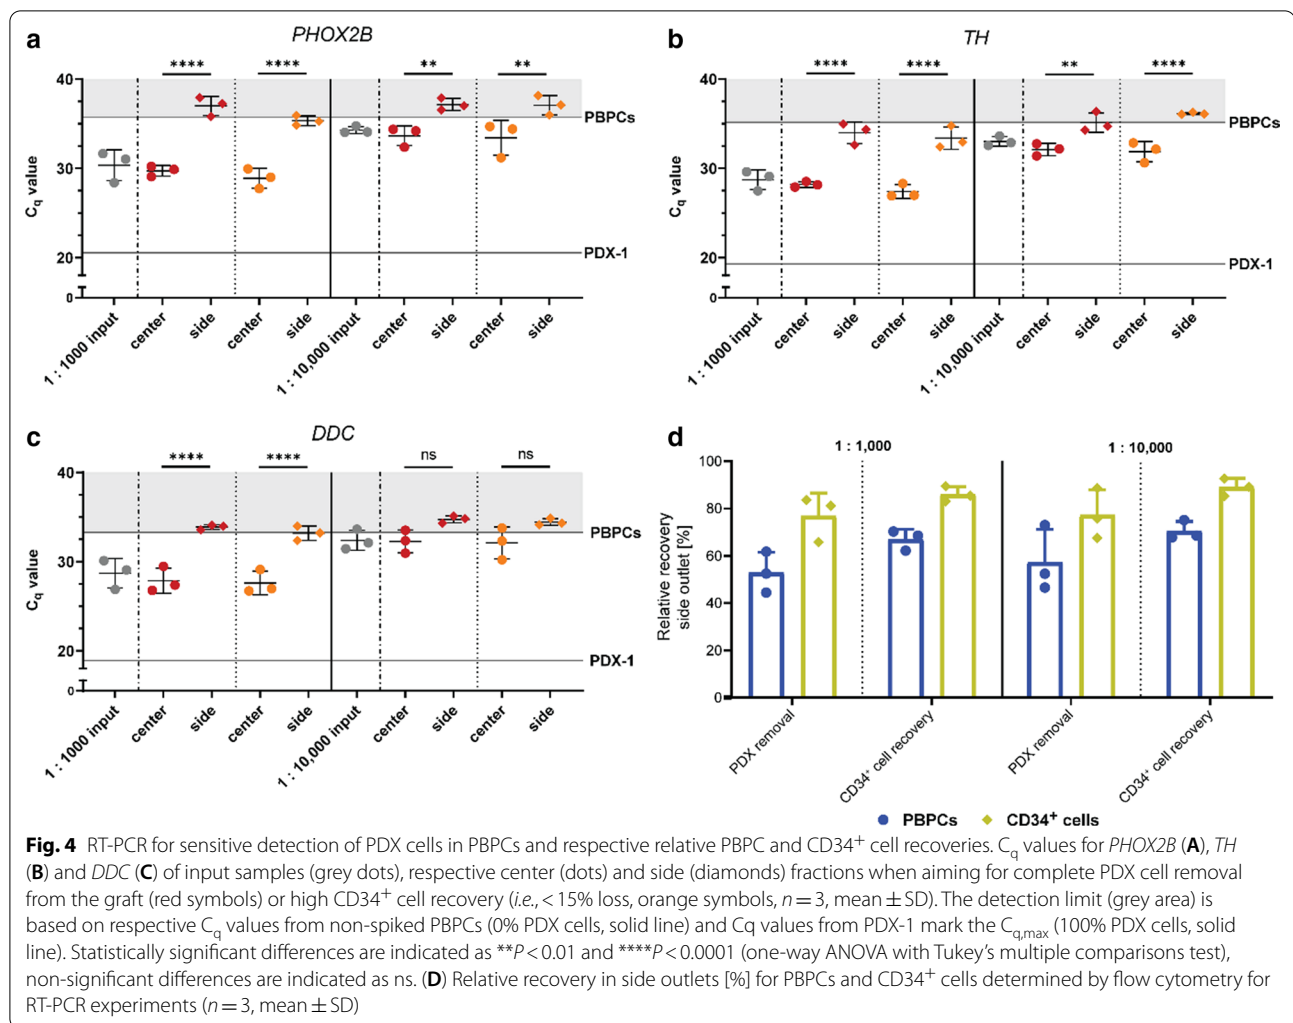 a
PHOX2B
**** **** ** **
40
30
20
0
Cq value
PBPCs
PDX-1
1 : 1000 input
center
side
center
side
1 : 10,000 input
center
side
center
side
b
TH
**** **** ** ****
40
30
20
0
Cq value
PBPCs
PDX-1
1 : 1000 input
center
side
center
side
1 : 10,000 input
center
side
center
side
c
DDC
**** **** ns ns
40
30
20
0
Cq value
PBPCs
PDX-1
1 : 1000 input
center
side
center
side
1 : 10,000 input
center
side
center
side
d
1 : 1,000 1 : 10,000
100
80
60
40
20
0
Relative recovery
side outlet [%]
PDX removal
CD34+ cell recovery
PDX removal
CD34+ cell recovery
PBPCs CD34+ cells
Fig. 4 RT-PCR for sensitive detection of PDX cells in PBPCs and respective relative PBPC and CD34+ cell recoveries. Cq values for PHOX2B (A), TH
(B) and DDC (C) of input samples (grey dots), respective center (dots) and side (diamonds) fractions when aiming for complete PDX cell removal
from the graft (red symbols) or high CD34+ cell recovery (i.e., < 15% loss, orange symbols, n = 3, mean ± SD). The detection limit (grey area) is
based on respective Cq values from non-spiked PBPCs (0% PDX cells, solid line) and Cq values from PDX-1 mark the Cq,max (100% PDX cells, solid
line). Statistically significant differences are indicated as **P < 0.01 and ****P < 0.0001 (one-way ANOVA with Tukey's multiple comparisons test),
non-significant differences are indicated as ns. (D) Relative recovery in side outlets [%] for PBPCs and CD34+ cells determined by flow cytometry for
RT-PCR experiments (n = 3, mean ± SD)